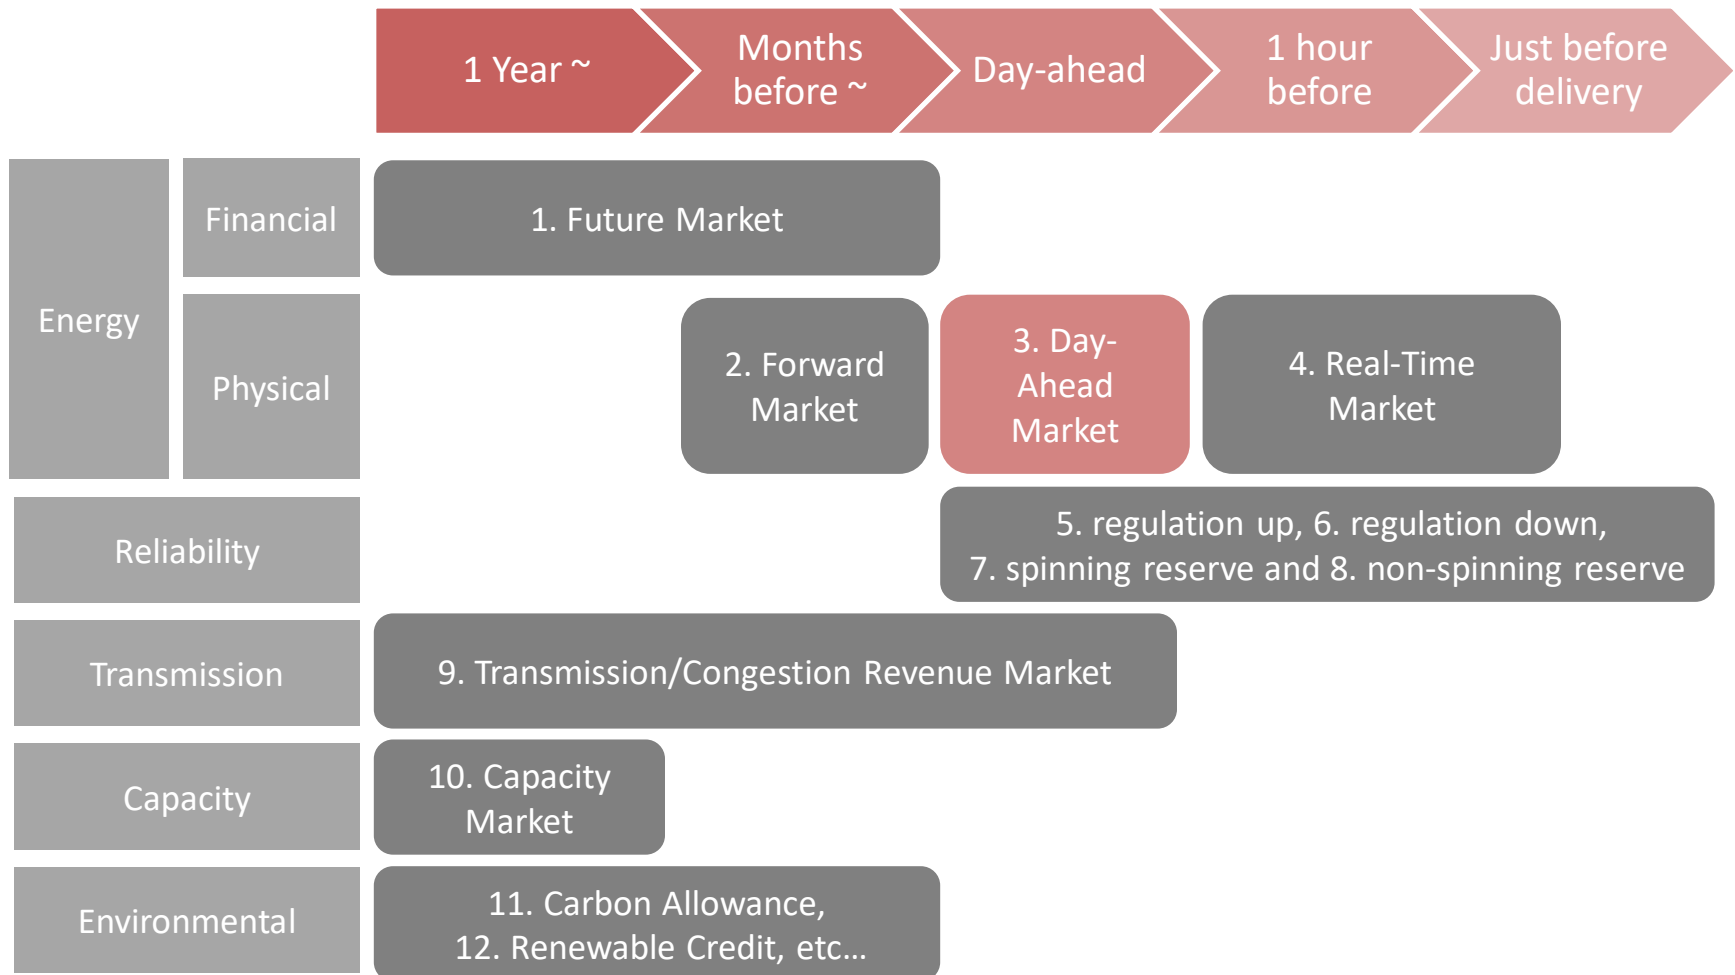 1 Year ~
Months
before ~
Day-ahead
1 hour
before
Just before
delivery
Energy
Financial
1. Future Market
Physical
2. Forward
Market
3. Day-
Ahead
Market
4. Real-Time
Market
Reliability
5. regulation up, 6. regulation down,
7. spinning reserve and 8. non-spinning reserve
Transmission
9. Transmission/Congestion Revenue Market
Capacity
10. Capacity
Market
Environmental
11. Carbon Allowance,
12. Renewable Credit, etc...